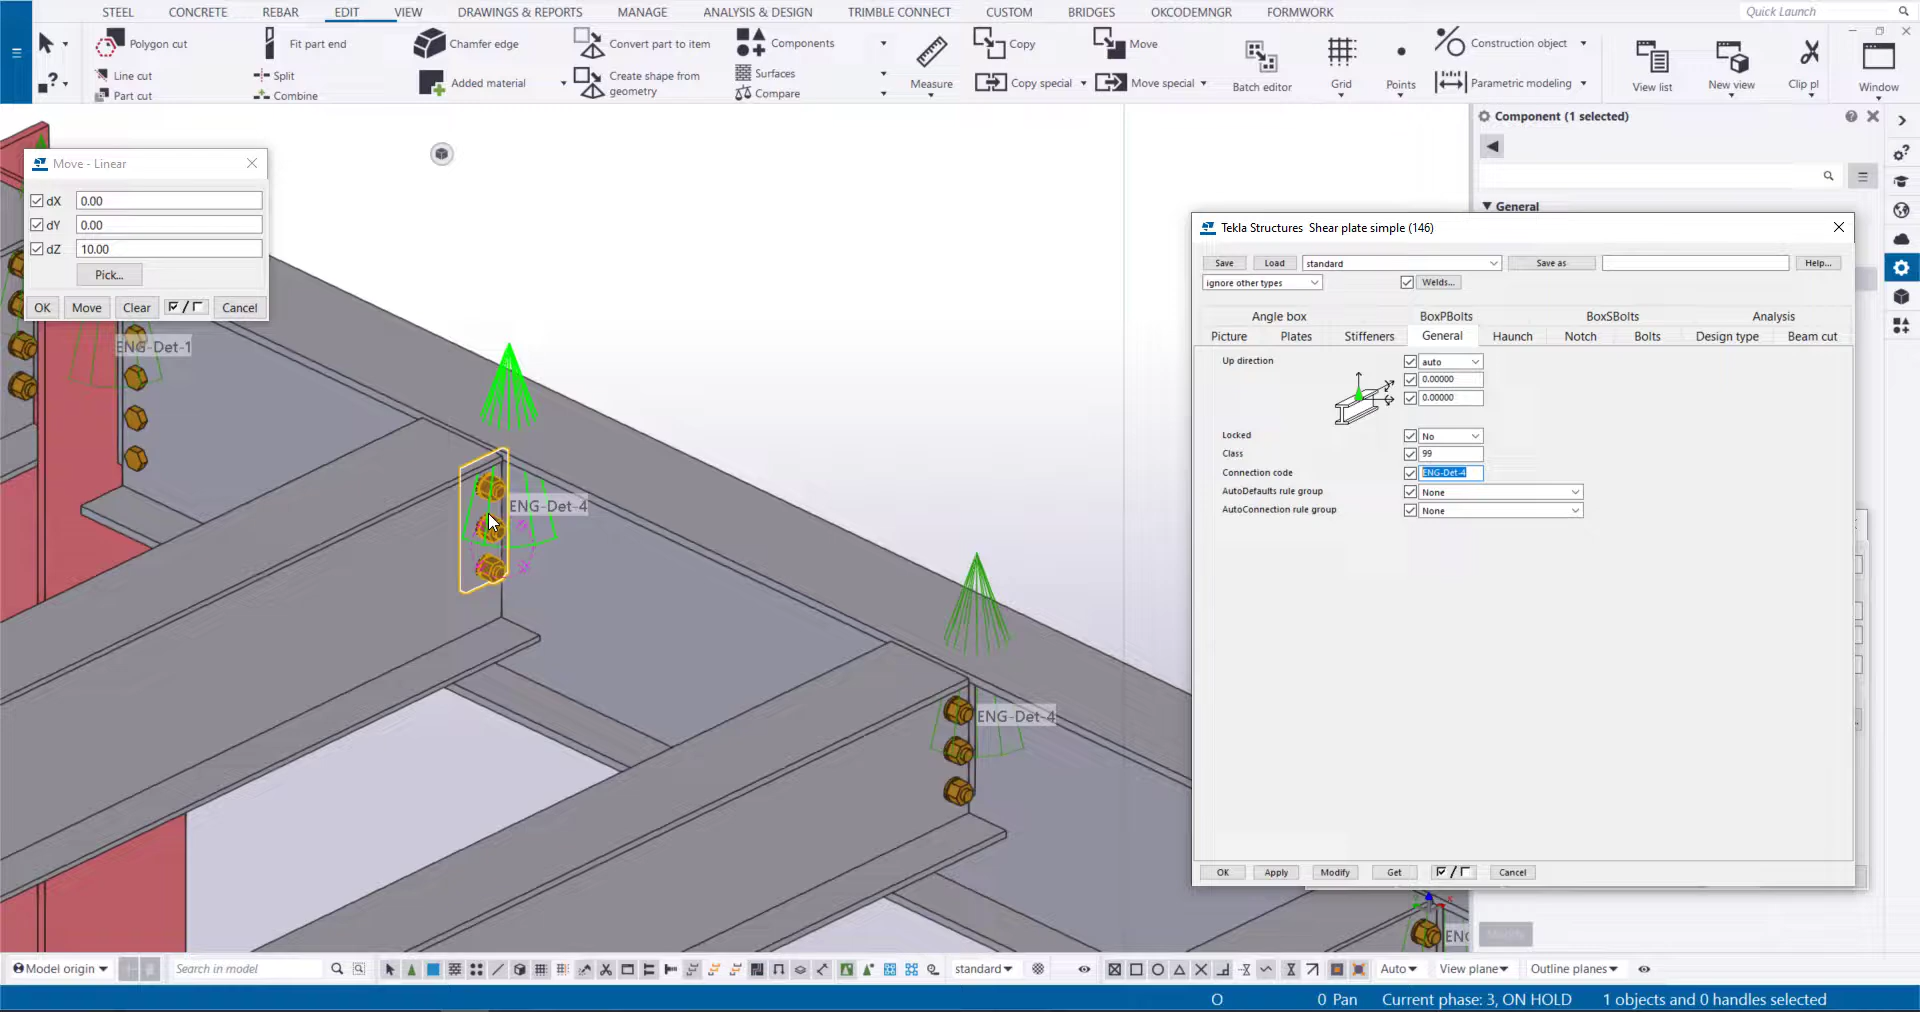 STEEL CONCRETE REBAR EDIT VIEW DRAWINGS & REPORTS MANAGE ANALYSIS & DESIGN TRIMBLE CONNECT CUSTOM BRIDGES OKCODEMNGR FORMWORK Quick Launch
Polygon cut
Line cut
Part cut
Fit part end
Split
Combine
Chamfer edge
Added material
Convert part to item
Create shape from
geometry
Components
Surfaces
Compare
Measure
Copy
Copy special
Move
Move special
Batch editor
Grid
Points
Construction object
Parametric modeling
View list
New view
Clip pl
Window
Component (1 selected)
General
Move - Linear
dX 0.00
dY 0.00
dZ 10.00
Pick...
OK Move Clear / Cancel
ENG-Det-1
ENG-Det-4
ENG-Det-4
Tekla Structures Shear plate simple (146)
Save Load standard Save as Help...
ignore other types Welds...
Angle box BoxPBolts BoxSBolts Analysis
Picture Plates Stiffeners General Haunch Notch Bolts Design type Beam cut
Up direction auto
0.00000
0.00000
Locked No
Class 99
Connection code ENG-Det-4
AutoDefaults rule group None
AutoConnection rule group None
OK Apply Modify Get / Cancel
ENG
Modify
Model origin Search in model standard Auto View plane Outline planes
O 0 Pan Current phase: 3, ON HOLD 1 objects and 0 handles selected